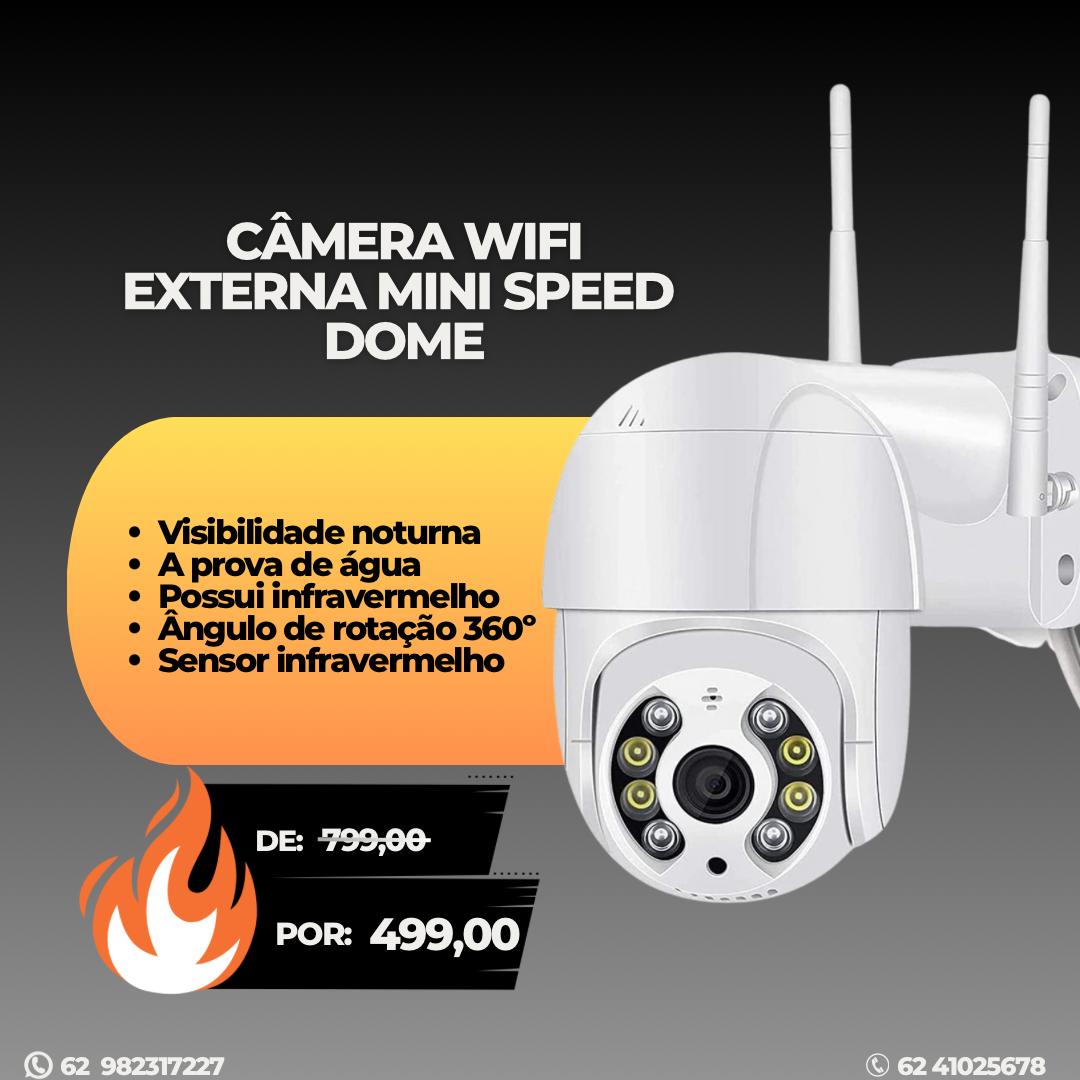 CÂMERA WIFI
EXTERNA MINI SPEED
DOME
• Visibilidade noturna
• A prova de água
• Possui infravermelho
• Ângulo de rotação 360º
• Sensor infravermelho
DE: 799,00
POR: 499,00
62 982317227
62 41025678